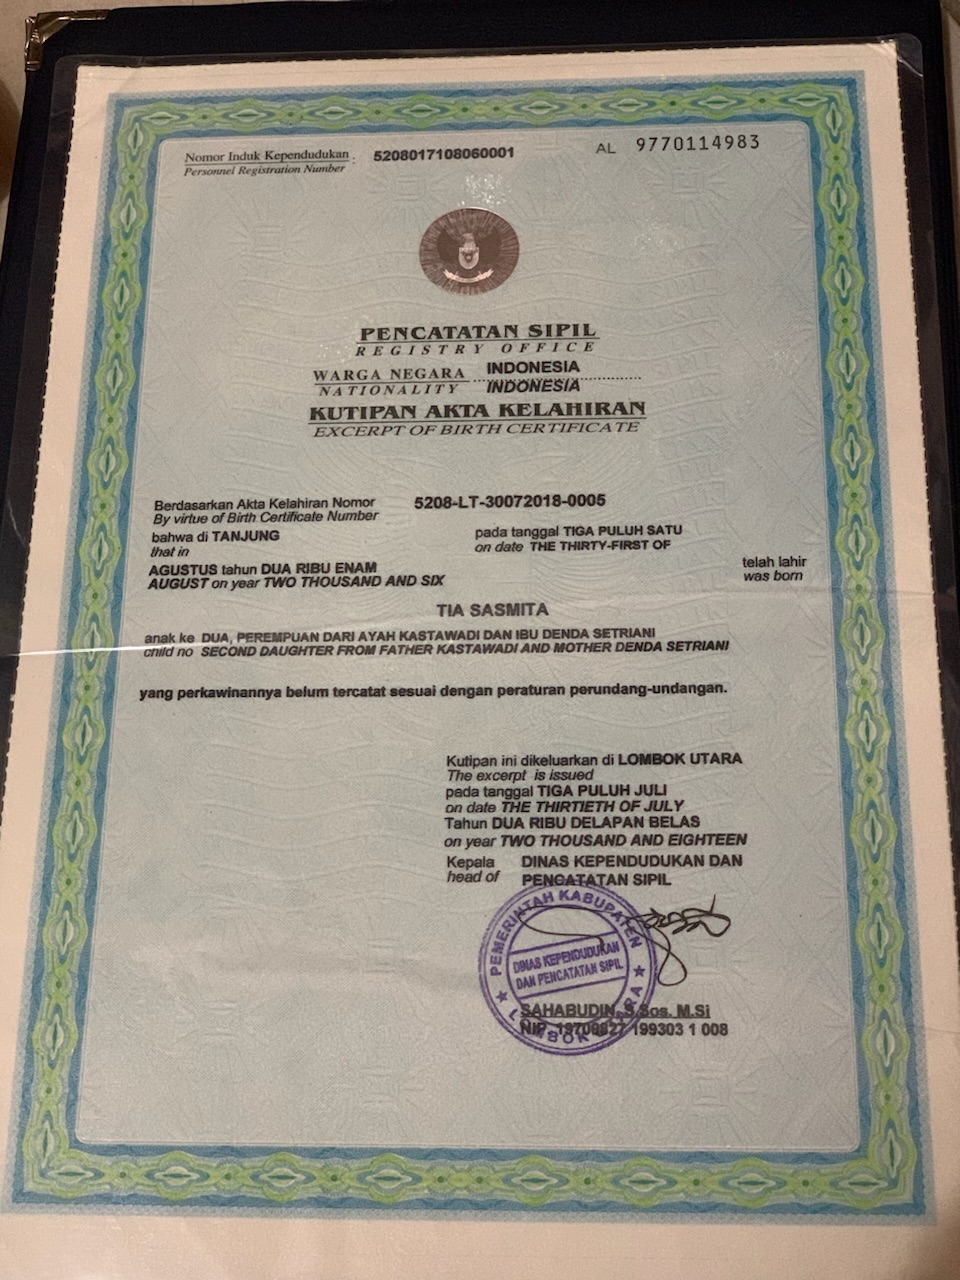 Nomor Induk Kependudukan : 5208017108060001
Personnel Registration Number
AL 9770114983
PENCATATAN SIPIL
REGISTRY OFFICE
WARGA NEGARA INDONESIA
NATIONALITY INDONESIA
KUTIPAN AKTA KELAHIRAN
EXCERPT OF BIRTH CERTIFICATE
Berdasarkan Akta Kelahiran Nomor 5208-LT-30072018-0005
By virtue of Birth Certificate Number
bahwa di TANJUNG pada tanggal TIGA PULUH SATU
that in on date THE THIRTY-FIRST OF
AGUSTUS tahun DUA RIBU ENAM telah lahir
AUGUST on year TWO THOUSAND AND SIX was born
TIA SASMITA
anak ke DUA, PEREMPUAN DARI AYAH KASTAWADI DAN IBU DENDA SETRIANI
child no SECOND DAUGHTER FROM FATHER KASTAWADI AND MOTHER DENDA SETRIANI
yang perkawinannya belum tercatat sesuai dengan peraturan perundang-undangan.
Kutipan ini dikeluarkan di LOMBOK UTARA
The excerpt is issued
pada tanggal TIGA PULUH JULI
on date THE THIRTIETH OF JULY
Tahun DUA RIBU DELAPAN BELAS
on year TWO THOUSAND AND EIGHTEEN
Kepala DINAS KEPENDUDUKAN DAN
head of PENCATATAN SIPIL
PEMERINTAH KABUPATEN
DINAS KEPENDUDUKAN
DAN PENCATATAN SIPIL
LOMBOK UTARA
SAHABUDIN, S.Sos. M.Si
NIP. 199303 1 008